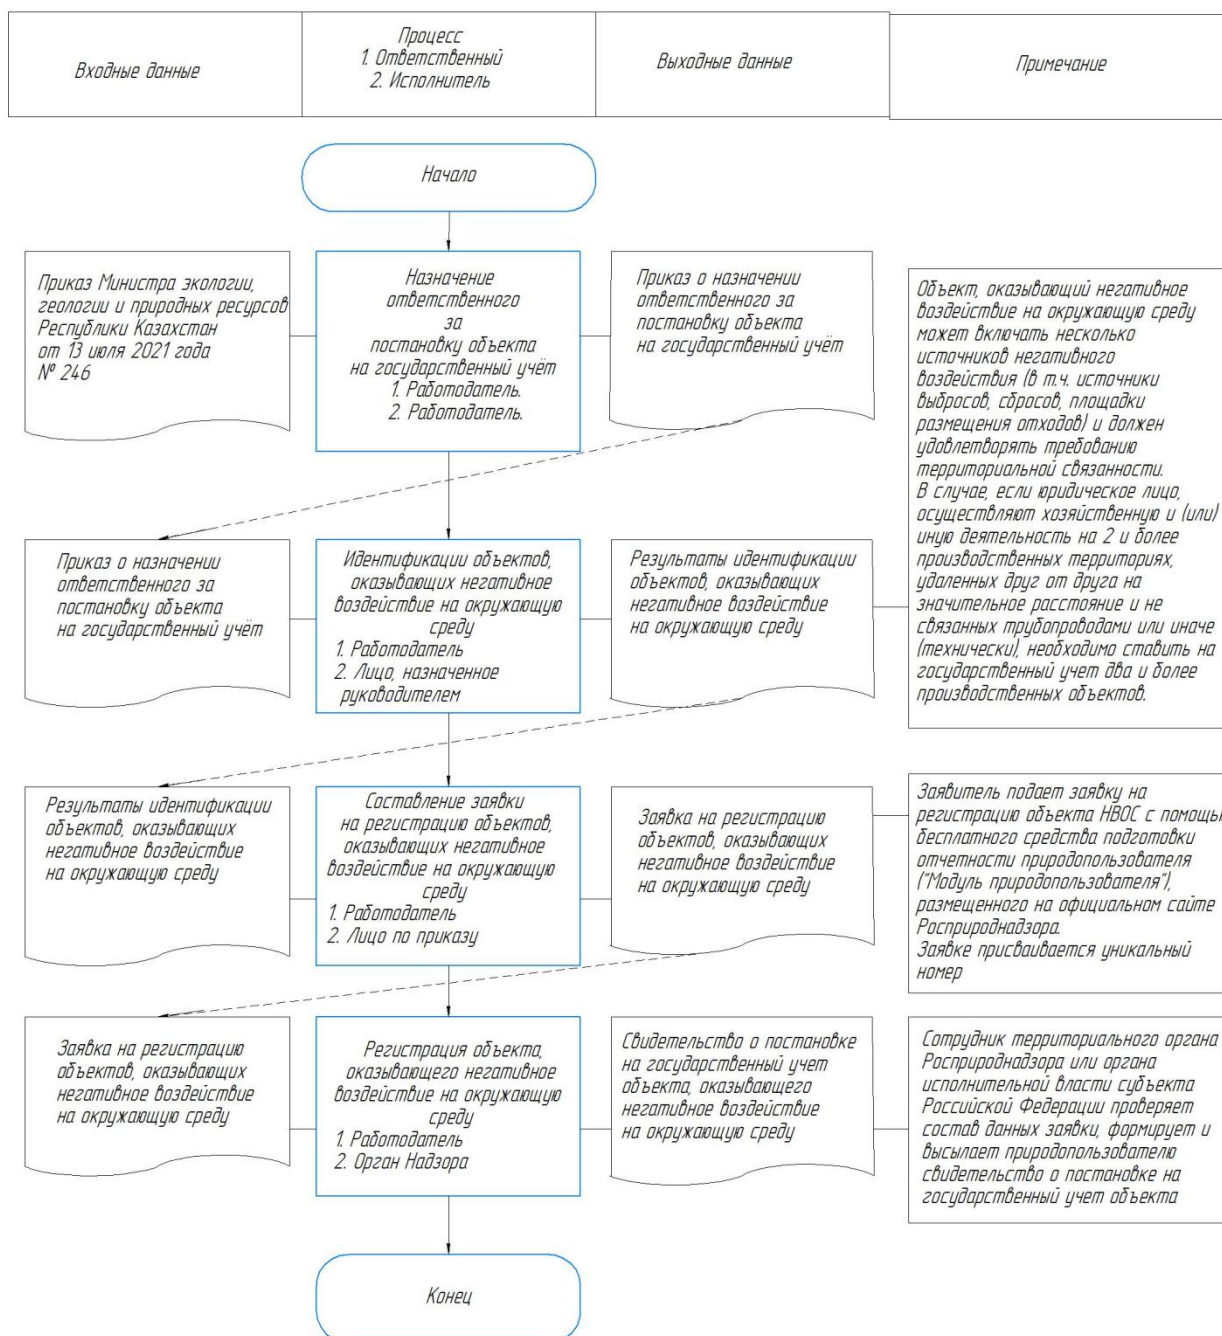 Входные данные
Процесс
1. Ответственный
2. Исполнитель
Выходные данные
Примечание
Начало
Приказ Министра экологии,
геологии и природных ресурсов
Республики Казахстан
от 13 июля 2021 года
№ 246
Назначение
ответственного
за
постановку объекта
на государственный учёт
1. Работодатель.
2. Работодатель.
Приказ о назначении
ответственного за
постановку объекта
на государственный учёт
Объект, оказывающий негативное
воздействие на окружающую среду
может включать несколько
источников негативного
воздействия (в т.ч. источники
выбросов, сбросов, площадки
размещения отходов) и должен
удовлетворять требованию
территориальной связанности.
В случае, если юридическое лицо,
осуществляют хозяйственную и (или)
иную деятельность на 2 и более
производственных территориях,
удаленных друг от друга на
значительное расстояние и не
связанных трубопроводами или иначе
(технически), необходимо ставить на
государственный учет два и более
производственных объектов.
Приказ о назначении
ответственного за
постановку объекта
на государственный учёт
Идентификации объектов,
оказывающих негативное
воздействие на окружающую
среду
1. Работодатель
2. Лицо, назначенное
руководителем
Результаты идентификации
объектов, оказывающих
негативное воздействие
на окружающую среду
Результаты идентификации
объектов, оказывающих
негативное воздействие
на окружающую среду
Составление заявки
на регистрацию объектов,
оказывающих негативное
воздействие на окружающую
среду
1. Работодатель
2. Лицо по приказу
Заявка на регистрацию
объектов, оказывающих
негативное воздействие
на окружающую среду
Заявитель подает заявку на
регистрацию объекта НВОС с помощью
бесплатного средства подготовки
отчетности природопользователя
("Модуль природопользователя"),
размещенного на официальном сайте
Росприроднадзора.
Заявке присваивается уникальный
номер
Заявка на регистрацию
объектов, оказывающих
негативное воздействие
на окружающую среду
Регистрация объекта,
оказывающего негативное
воздействие на окружающую
среду
1. Работодатель
2. Орган Надзора
Свидетельство о постановке
на государственный учет
объекта, оказывающего
негативное воздействие
на окружающую среду
Сотрудник территориального органа
Росприроднадзора или органа
исполнительной власти субъекта
Российской Федерации проверяет
состав данных заявки, формирует и
высылает природопользователю
свидетельство о постановке на
государственный учет объекта
Конец